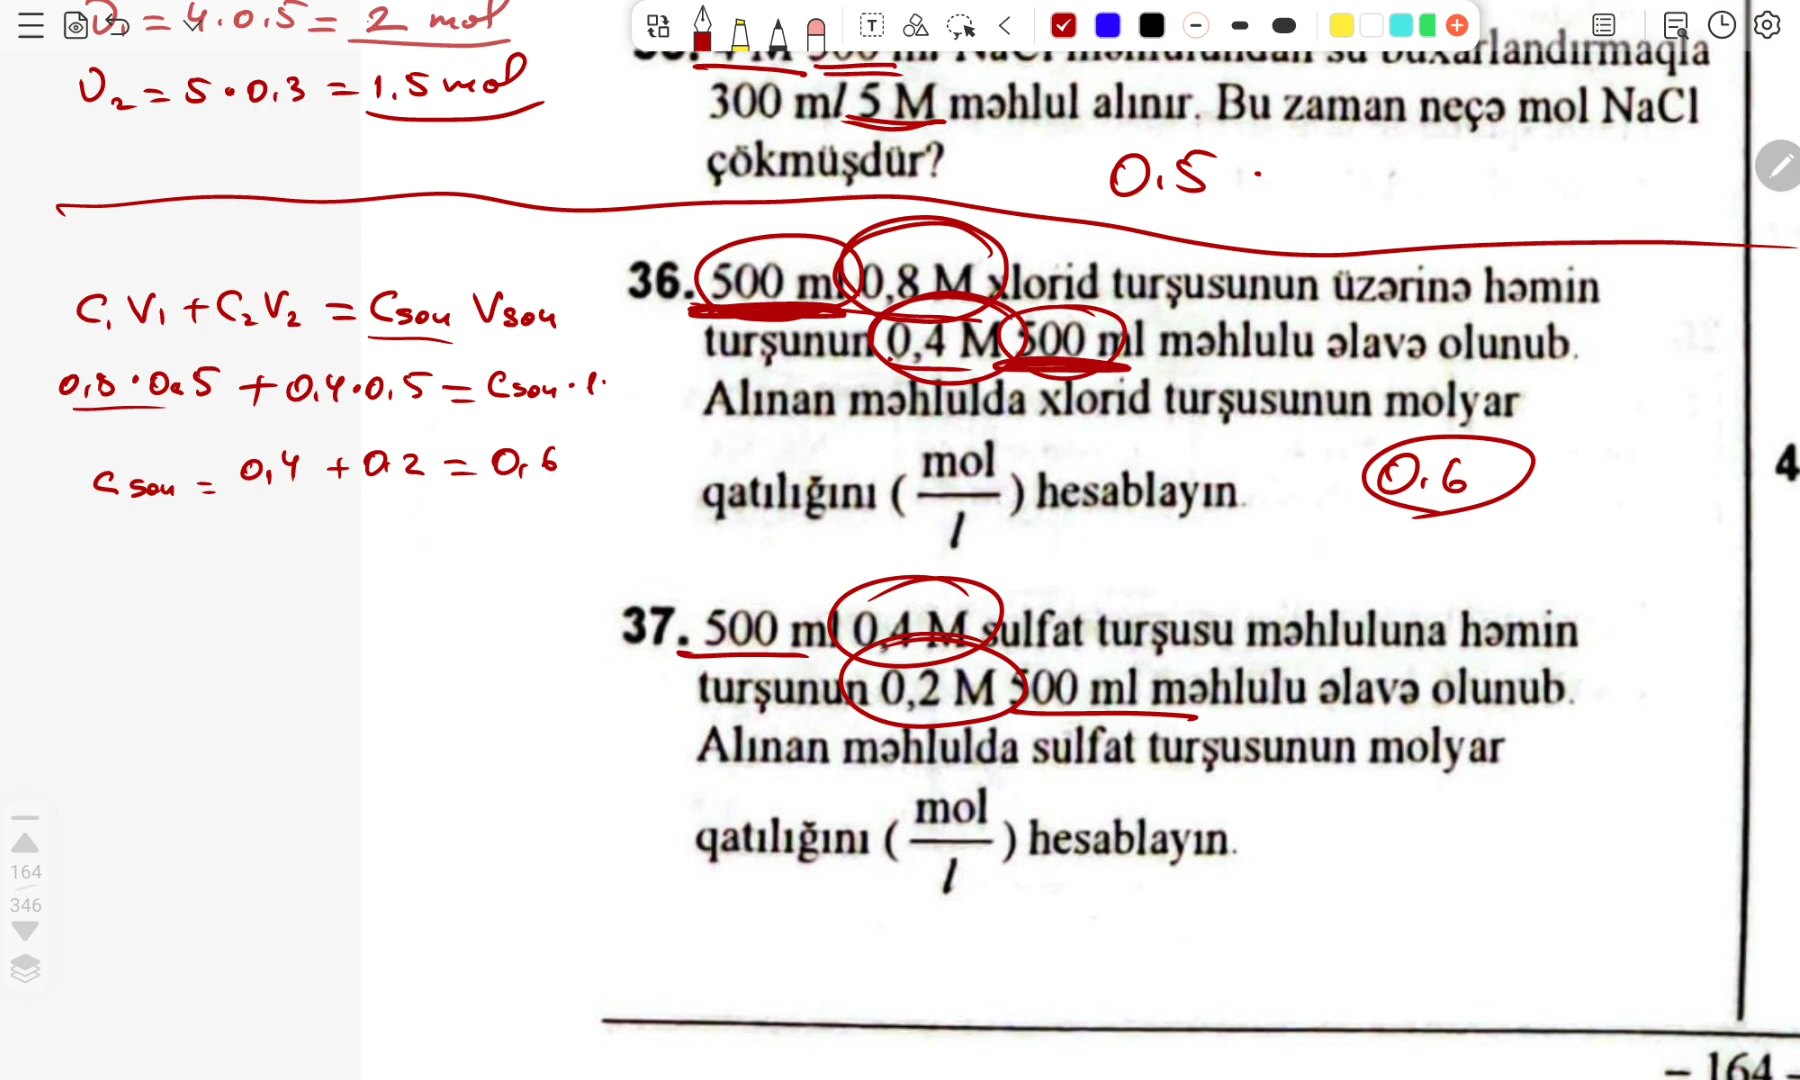 υ₁ = 4.0.5 = 2 mol
υ₂ = 5.0.3 = 1.5 mol
300 ml 5 M məhlul alınır. Bu zaman neçə mol NaCl
çökmüşdür?
0.5
36. 500 ml 0,8 M xlorid turşusunun üzərinə həmin
turşunun 0,4 M 500 ml məhlulu əlavə olunub.
Alınan məhlulda xlorid turşusunun molyar
qatılığını ( mol/l ) hesablayın.
0.6
C₁V₁ + C₂V₂ = Cson Vson
0,8 · 0.5 + 0.4 · 0.5 = Cson · 1
Cson = 0,4 + 0.2 = 0,6
37. 500 ml 0,4 M sulfat turşusu məhluluna həmin
turşunun 0,2 M 500 ml məhlulu əlavə olunub.
Alınan məhlulda sulfat turşusunun molyar
qatılığını ( mol/l ) hesablayın.
4
164
346
– 164 –